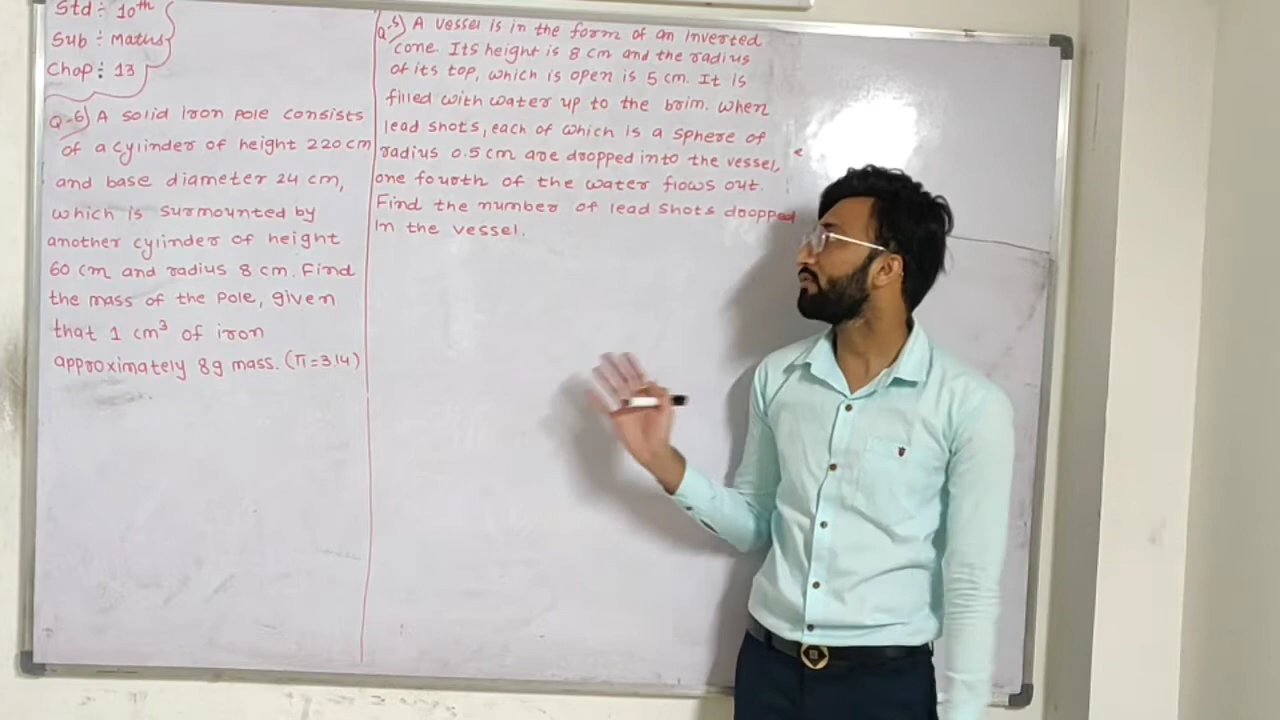 Std : 10th
Sub : Maths
Chap : 13
Q-6) A solid iron pole consists
of a cylinder of height 220 cm
and base diameter 24 cm,
which is surmounted by
another cylinder of height
60 cm and radius 8 cm. Find
the mass of the pole, given
that 1 cm³ of iron
approximately 8g mass. (π=3.14)
Q-5) A vessel is in the form of an inverted
cone. Its height is 8 cm and the radius
of its top, which is open is 5 cm. It is
filled with water up to the brim. when
lead shots, each of which is a sphere of
radius 0.5 cm are dropped into the vessel,
one fourth of the water flows out.
Find the number of lead shots dropped
in the vessel.